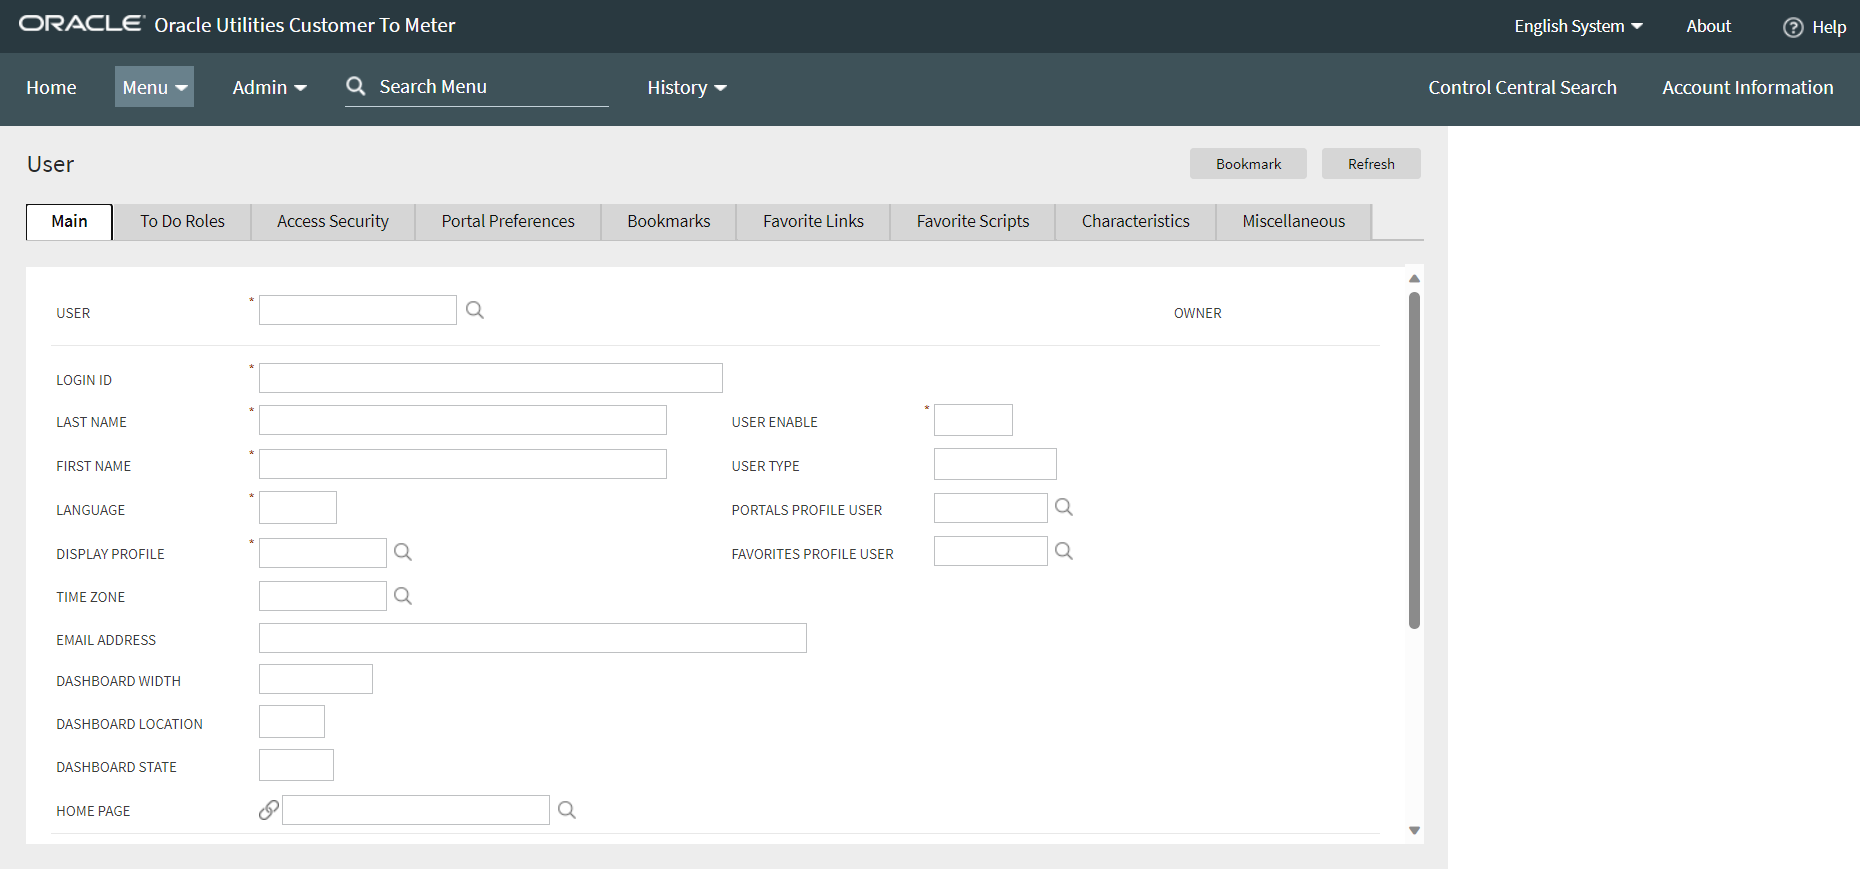 ORACLE Oracle Utilities Customer To Meter English System About ? Help
Home Menu Admin Search Menu History Control Central Search Account Information
User Bookmark Refresh
Main To Do Roles Access Security Portal Preferences Bookmarks Favorite Links Favorite Scripts Characteristics Miscellaneous
USER * OWNER
LOGIN ID *
LAST NAME * USER ENABLE *
FIRST NAME * USER TYPE
LANGUAGE * PORTALS PROFILE USER
DISPLAY PROFILE * FAVORITES PROFILE USER
TIME ZONE
EMAIL ADDRESS
DASHBOARD WIDTH
DASHBOARD LOCATION
DASHBOARD STATE
HOME PAGE